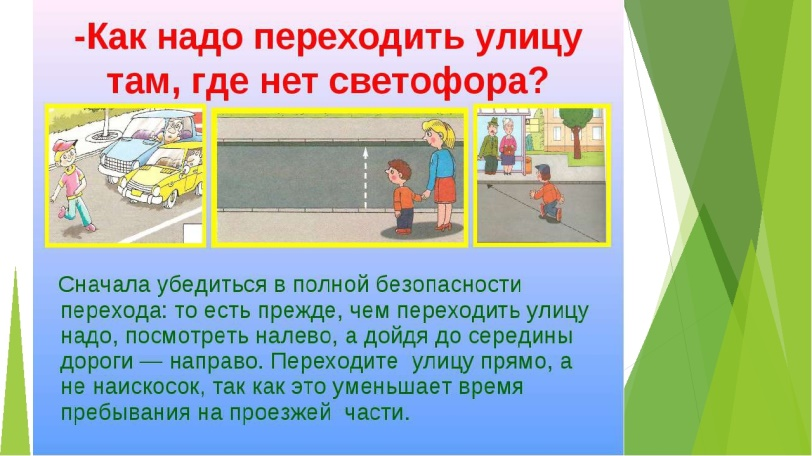 -Как надо переходить улицу
там, где нет светофора?
Сначала убедиться в полной безопасности
перехода: то есть прежде, чем переходить улицу
надо, посмотреть налево, а дойдя до середины
дороги — направо. Переходите улицу прямо, а
не наискосок, так как это уменьшает время
пребывания на проезжей части.